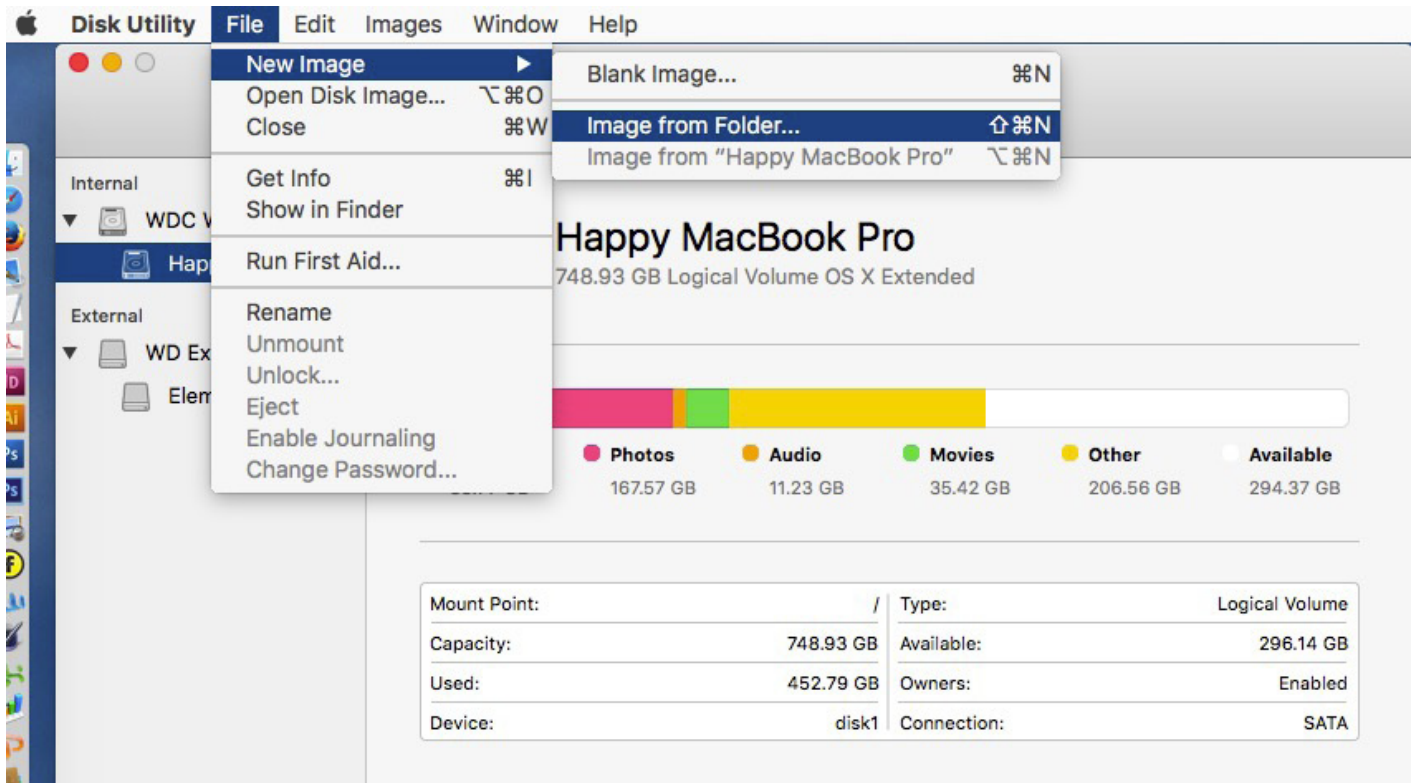 Disk Utility File Edit Images Window Help
New Image ▶
Open Disk Image... ⌥⌘O
Close ⌘W
Get Info ⌘I
Show in Finder
Run First Aid...
Rename
Unmount
Unlock...
Eject
Enable Journaling
Change Password...
Blank Image... ⌘N
Image from Folder... ⇧⌘N
Image from “Happy MacBook Pro” ⌥⌘N
Internal
WDC
External
Happy MacBook Pro
748.93 GB Logical Volume OS X Extended
Photos Audio Movies Other Available
167.57 GB 11.23 GB 35.42 GB 206.56 GB 294.37 GB
Mount Point: / Type: Logical Volume
Capacity: 748.93 GB Available: 296.14 GB
Used: 452.79 GB Owners: Enabled
Device: disk1 Connection: SATA